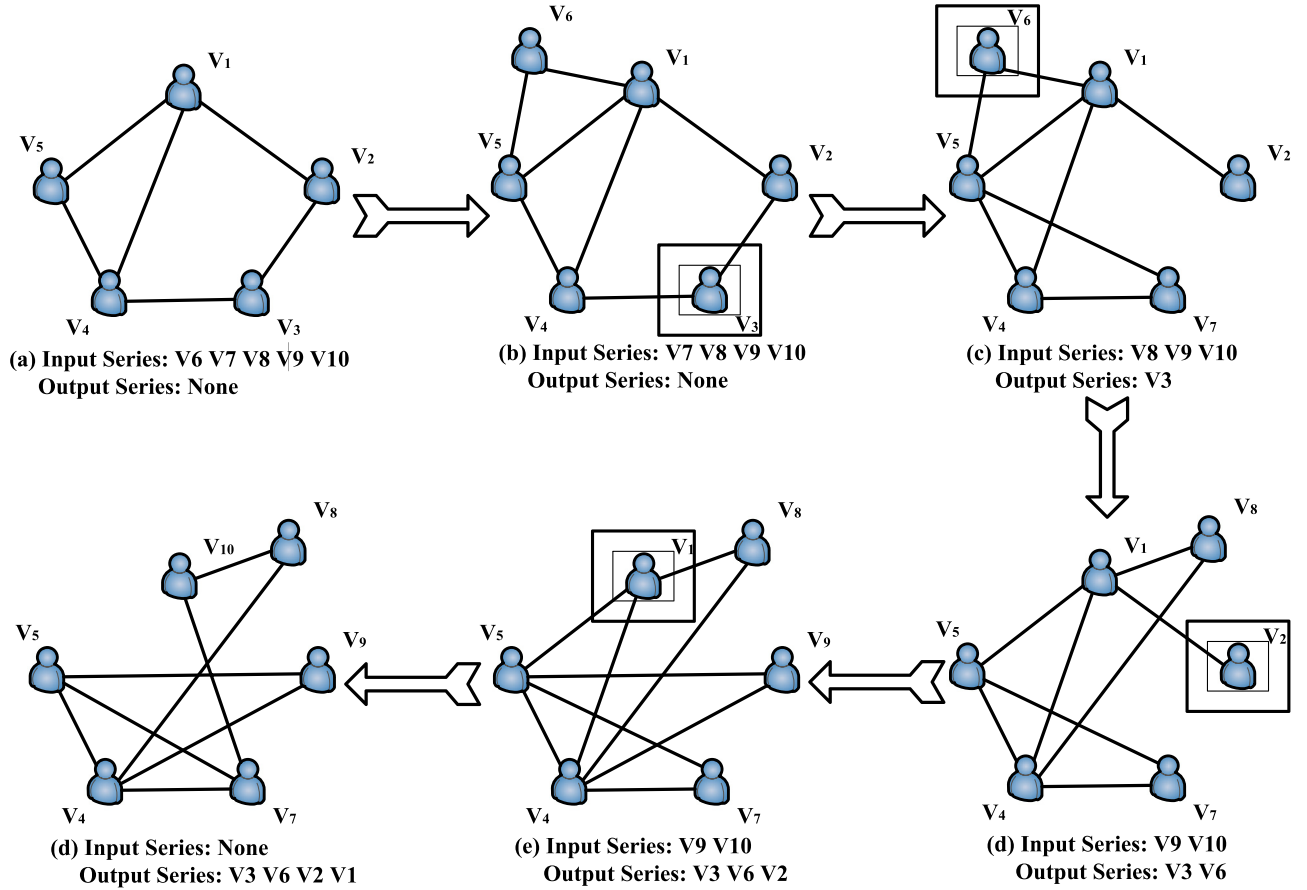 V1
V5
V2
V4
V3
(a) Input Series: V6 V7 V8 V9 V10
Output Series: None
V6
V1
V5
V2
V4
V3
(b) Input Series: V7 V8 V9 V10
Output Series: None
V6
V1
V5
V2
V4
V7
(c) Input Series: V8 V9 V10
Output Series: V3
V8
V1
V5
V2
V4
V7
(d) Input Series: V9 V10
Output Series: V3 V6
V8
V1
V5
V9
V4
V7
(e) Input Series: V9 V10
Output Series: V3 V6 V2
V8
V10
V5
V9
V4
V7
(d) Input Series: None
Output Series: V3 V6 V2 V1